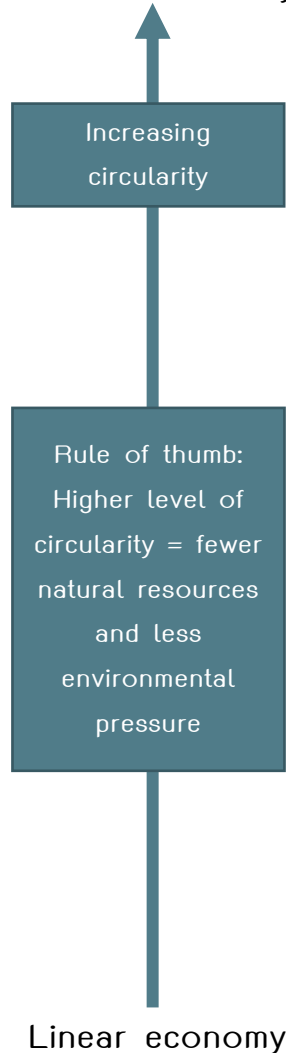 Increasing
circularity
Rule of thumb:
Higher level of
circularity = fewer
natural resources
and less
environmental
pressure
Linear economy